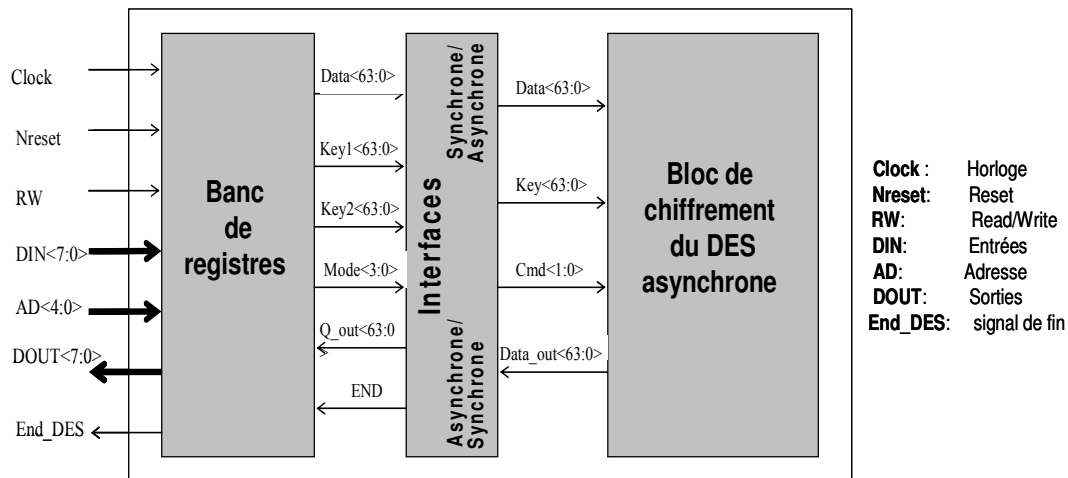 Clock
Nreset
RW
DIN<7:0>
AD<4:0>
DOUT<7:0>
End_DES
Banc
de
registres
Data<63:0>
Key1<63:0>
Key2<63:0>
Mode<3:0>
Q_out<63:0
>
END
Interfaces
Synchrone/
Asynchrone
Asynchrone/
Synchrone
Data<63:0>
Key<63:0>
Cmd<1:0>
Data_out<63:0>
Bloc de
chiffrement
du DES
asynchrone
Clock : Horloge
Nreset: Reset
RW: Read/Write
DIN: Entrées
AD: Adresse
DOUT: Sorties
End_DES: signal de fin